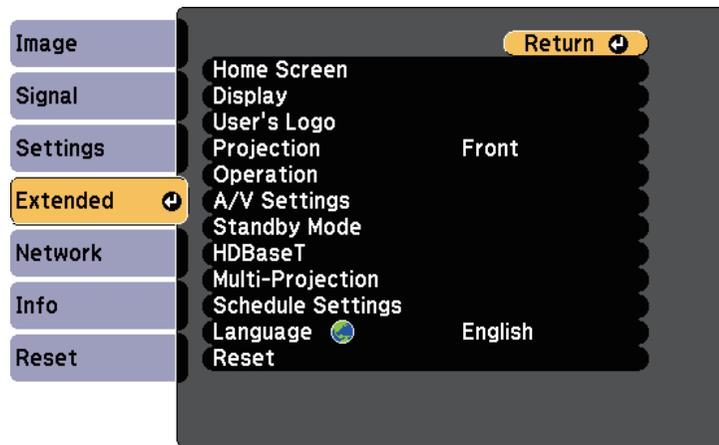 Image
Signal
Settings
Extended
Network
Info
Reset
Return
Home Screen
Display
User's Logo
Projection Front
Operation
A/V Settings
Standby Mode
HDBaseT
Multi-Projection
Schedule Settings
Language English
Reset